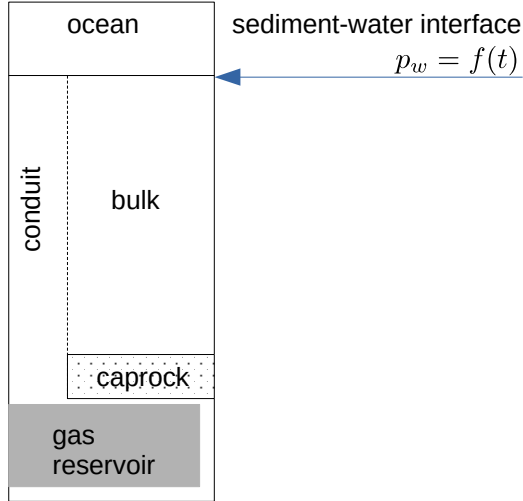 ocean
sediment-water interface
p_w = f(t)
conduit
bulk
caprock
gas
reservoir